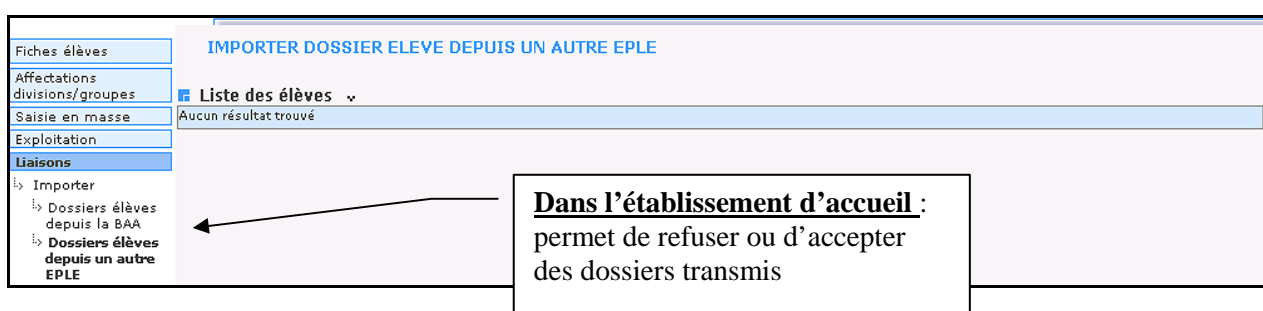 Fiches élèves
Affectations
divisions/groupes
Saisie en masse
Exploitation
Liaisons
Importer
Dossiers élèves
depuis la BAA
Dossiers élèves
depuis un autre
EPLE
IMPORTER DOSSIER ELEVE DEPUIS UN AUTRE EPLE
Liste des élèves
Aucun résultat trouvé
Dans l’établissement d’accueil :
permet de refuser ou d’accepter
des dossiers transmis